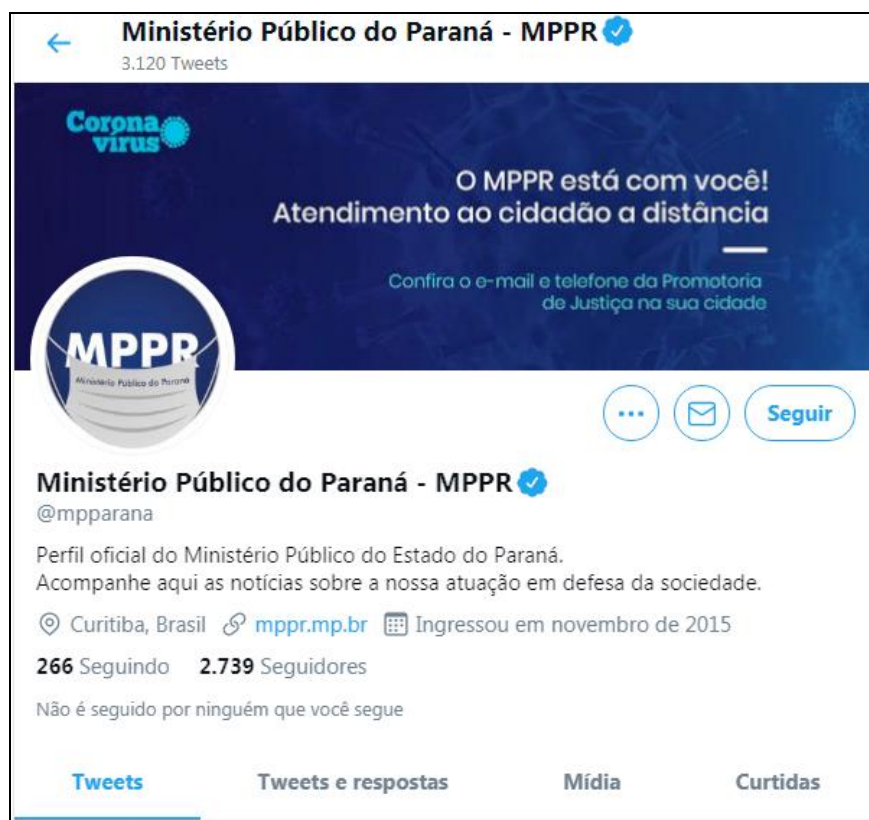 Ministério Público do Paraná - MPPR
3.120 Tweets
Corona
vírus
O MPPR está com você!
Atendimento ao cidadão a distância
Confira o e-mail e telefone da Promotoria
de Justiça na sua cidade
MPPR
Ministério Público do Paraná
Seguir
Ministério Público do Paraná - MPPR
@mpparana
Perfil oficial do Ministério Público do Estado do Paraná.
Acompanhe aqui as notícias sobre a nossa atuação em defesa da sociedade.
Curitiba, Brasil mppr.mp.br Ingressou em novembro de 2015
266 Seguindo 2.739 Seguidores
Não é seguido por ninguém que você segue
Tweets Tweets e respostas Mídia Curtidas